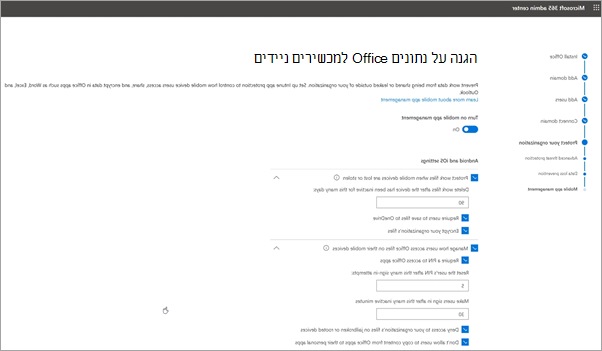 Microsoft 365 admin center
Install Office
Add domain
Add users
Connect domain
Protect your organization
Advanced threat protection
Data loss prevention
Mobile app management
הגנה על נתונים Office למכשירים ניידים
Prevent work data from being shared or leaked outside of your organization. Set up Intune app protection to control how mobile device users access, share, and encrypt data in Office apps such as Word, Excel, and
Outlook.
Learn more about mobile app management
Turn on mobile app management
On
Android and iOS settings
Protect work files when mobile devices are lost or stolen
Delete work files after the device has been inactive for this many days
90
Require users to save files to OneDrive
Encrypt your organization's files
Manage how users access Office files on their mobile devices
Require a PIN to access Office apps
Reset the user's PIN after this many sign-in attempts:
5
Make users sign in after this many inactive minutes
30
Deny access to your organization's files on jailbroken or rooted devices
Don't allow users to copy content from Office apps to their personal apps